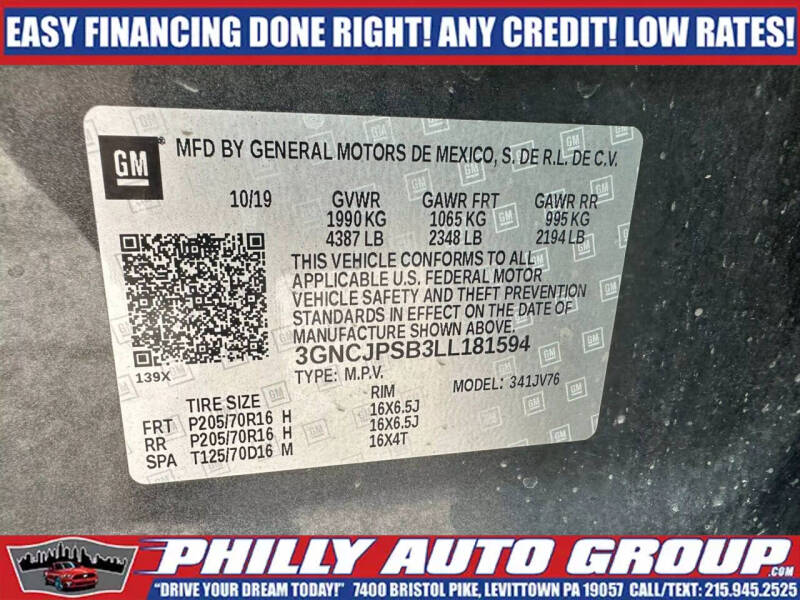 EASY FINANCING DONE RIGHT! ANY CREDIT! LOW RATES!
GM ® MFD BY GENERAL MOTORS DE MEXICO, S. DE R.L. DE C.V.
10/19 GVWR GAWR FRT GAWR RR
1990 KG 1065 KG 995 KG
4387 LB 2348 LB 2194 LB
THIS VEHICLE CONFORMS TO ALL
APPLICABLE U.S. FEDERAL MOTOR
VEHICLE SAFETY AND THEFT PREVENTION
STANDARDS IN EFFECT ON THE DATE OF
MANUFACTURE SHOWN ABOVE.
3GNCJPSB3LL181594
139X TYPE: M.P.V. MODEL: 341JV76
TIRE SIZE RIM
FRT P205/70R16 H 16X6.5J
RR P205/70R16 H 16X6.5J
SPA T125/70D16 M 16X4T
PHILLY AUTO GROUP.COM
"DRIVE YOUR DREAM TODAY!" 7400 BRISTOL PIKE, LEVITTOWN PA 19057 CALL/TEXT: 215.945.2525